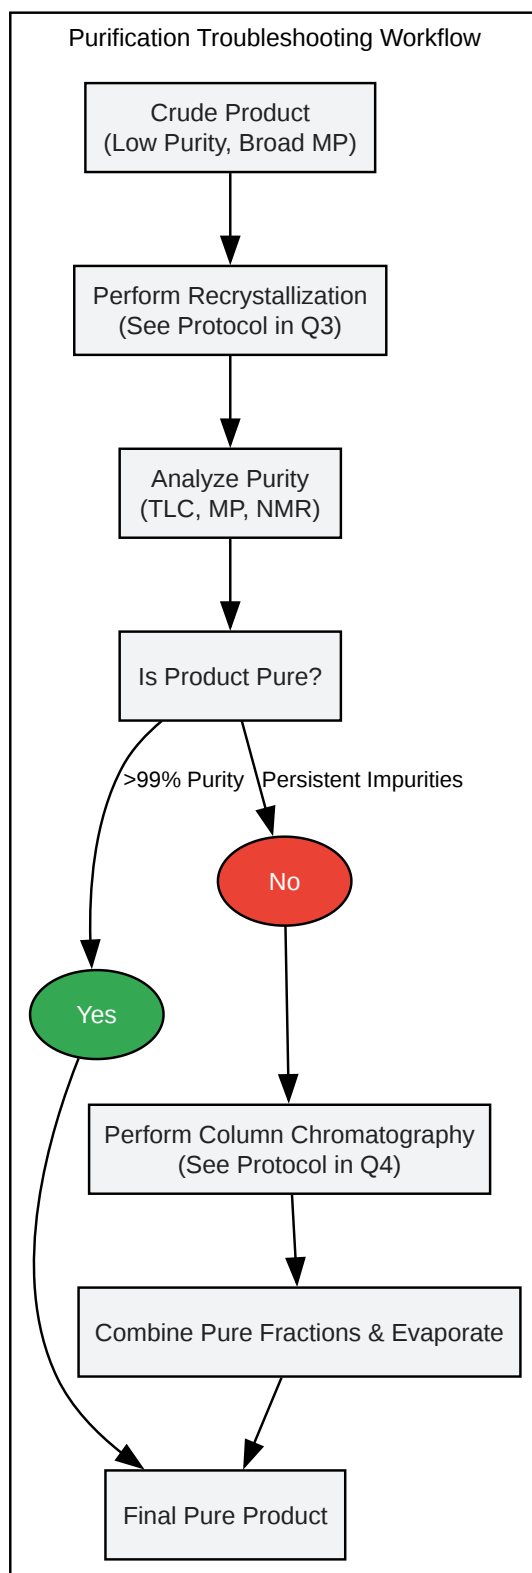 Purification Troubleshooting Workflow
Crude Product
(Low Purity, Broad MP)
Perform Recrystallization
(See Protocol in Q3)
Analyze Purity
(TLC, MP, NMR)
Is Product Pure?
>99% Purity
Persistent Impurities
No
Yes
Perform Column Chromatography
(See Protocol in Q4)
Combine Pure Fractions & Evaporate
Final Pure Product